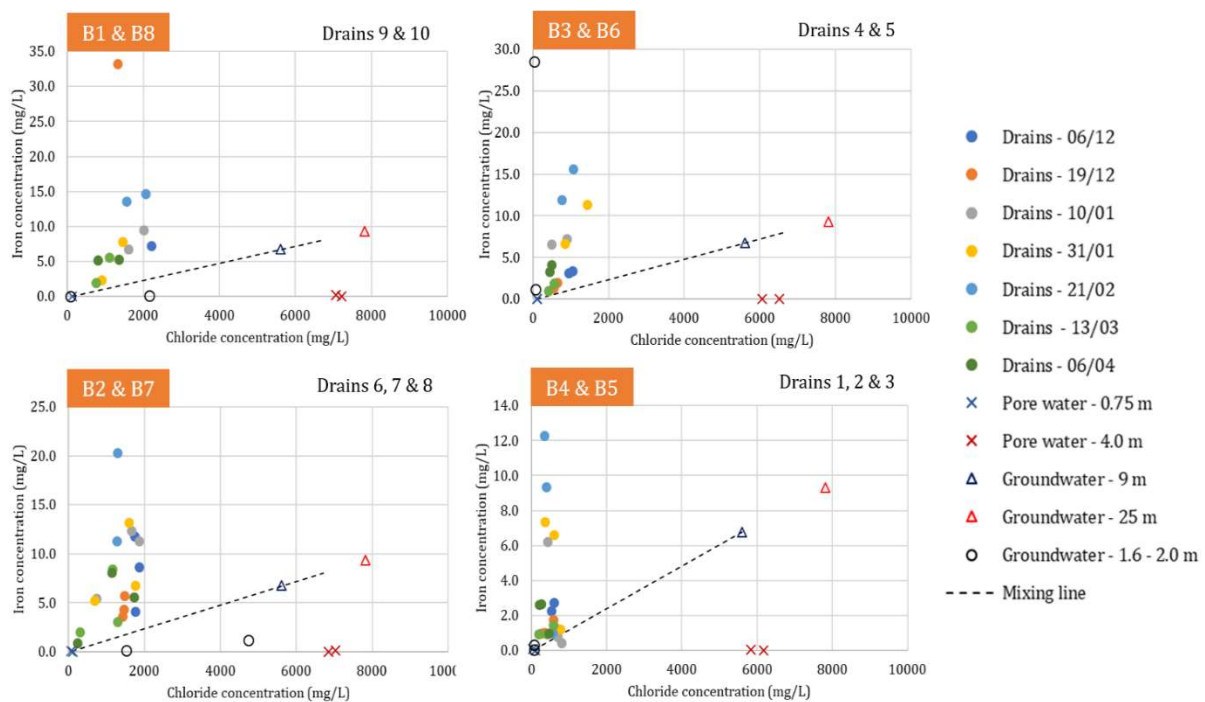 B1 & B8
Drains 9 & 10
Iron concentration (mg/L)
35.0
30.0
25.0
20.0
15.0
10.0
5.0
0.0
0 2000 4000 6000 8000 10000
Chloride concentration (mg/L)
B3 & B6
Drains 4 & 5
Iron concentration (mg/L)
30.0
25.0
20.0
15.0
10.0
5.0
0.0
0 2000 4000 6000 8000 10000
Chloride concentration (mg/L)
B2 & B7
Drains 6, 7 & 8
Iron concentration (mg/L)
25.0
20.0
15.0
10.0
5.0
0.0
0 2000 4000 6000 8000 10000
Chloride concentration (mg/L)
B4 & B5
Drains 1, 2 & 3
Iron concentration (mg/L)
14.0
12.0
10.0
8.0
6.0
4.0
2.0
0.0
0 2000 4000 6000 8000 10000
Chloride concentration (mg/L)
Drains - 06/12
Drains - 19/12
Drains - 10/01
Drains - 31/01
Drains - 21/02
Drains - 13/03
Drains - 06/04
Pore water - 0.75 m
Pore water - 4.0 m
Groundwater - 9 m
Groundwater - 25 m
Groundwater - 1.6 - 2.0 m
Mixing line